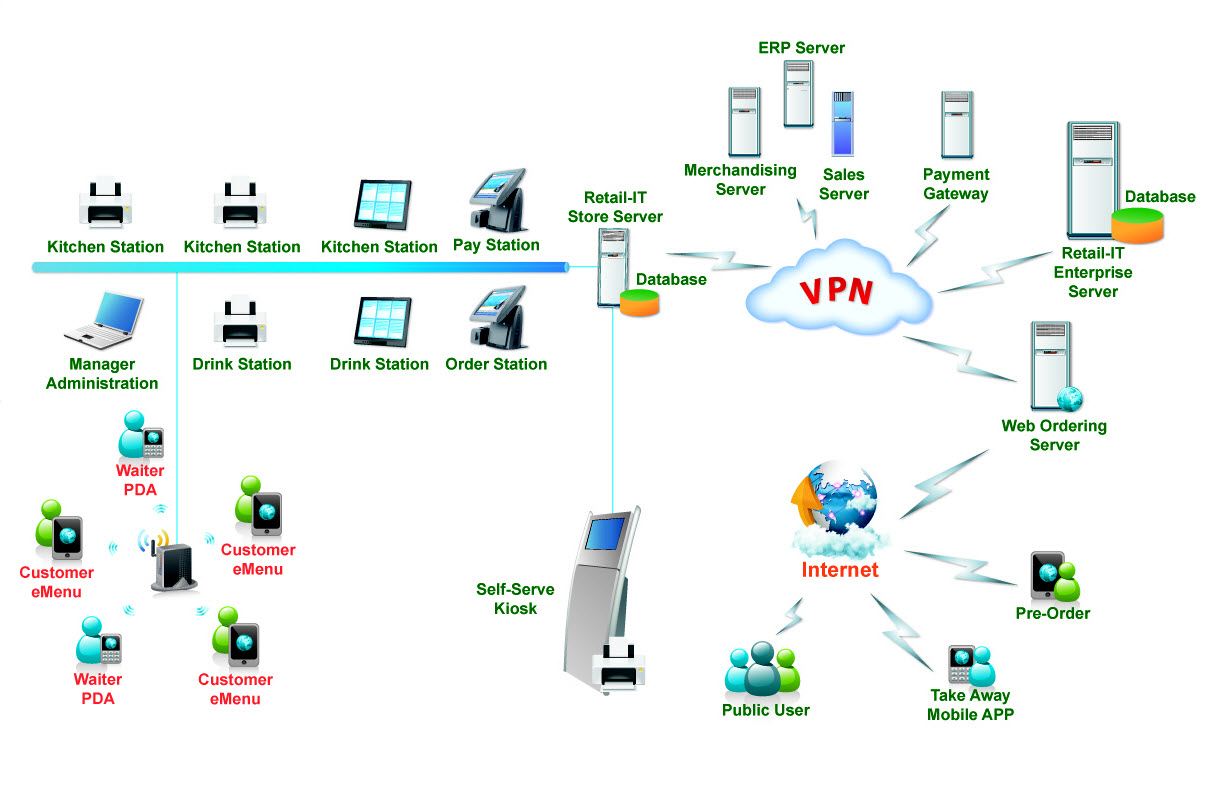 ERP Server
Merchandising
Server
Sales
Server
Payment
Gateway
Database
Retail-IT
Enterprise
Server
Retail-IT
Store Server
Database
VPN
Kitchen Station
Kitchen Station
Kitchen Station
Pay Station
Manager
Administration
Drink Station
Drink Station
Order Station
Web Ordering
Server
Waiter
PDA
Customer
eMenu
Customer
eMenu
Waiter
PDA
Customer
eMenu
Self-Serve
Kiosk
Internet
Pre-Order
Public User
Take Away
Mobile APP